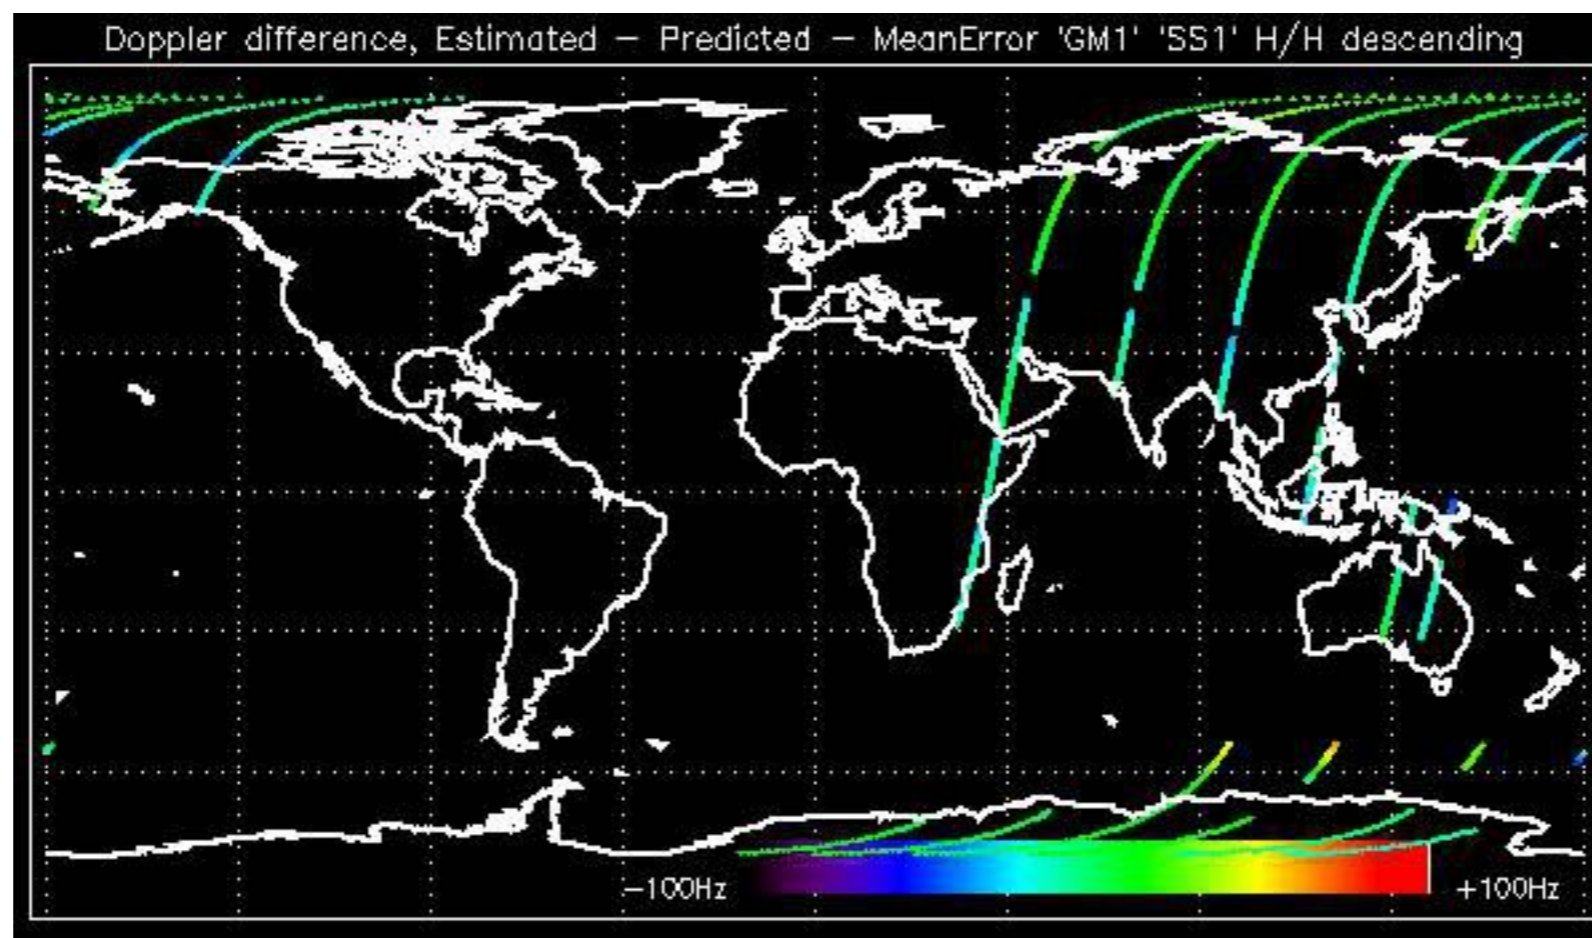 Doppler difference, Estimated – Predicted – MeanError 'GM1' 'SS1' H/H descending
-100Hz
+100Hz